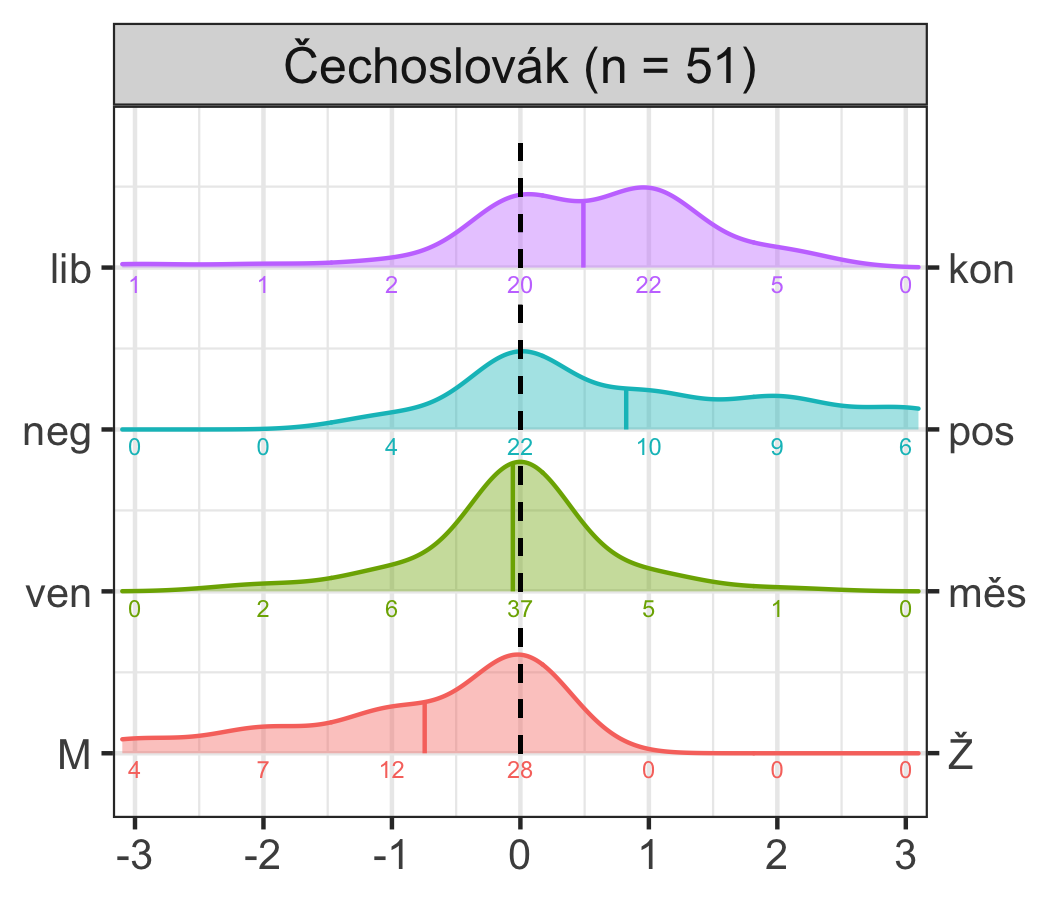 Čechoslovák (n = 51)
lib kon
1 1 2 20 22 5 0
neg pos
0 0 4 22 10 9 6
ven měs
0 2 6 37 5 1 0
M Ž
4 7 12 28 0 0 0
-3 -2 -1 0 1 2 3